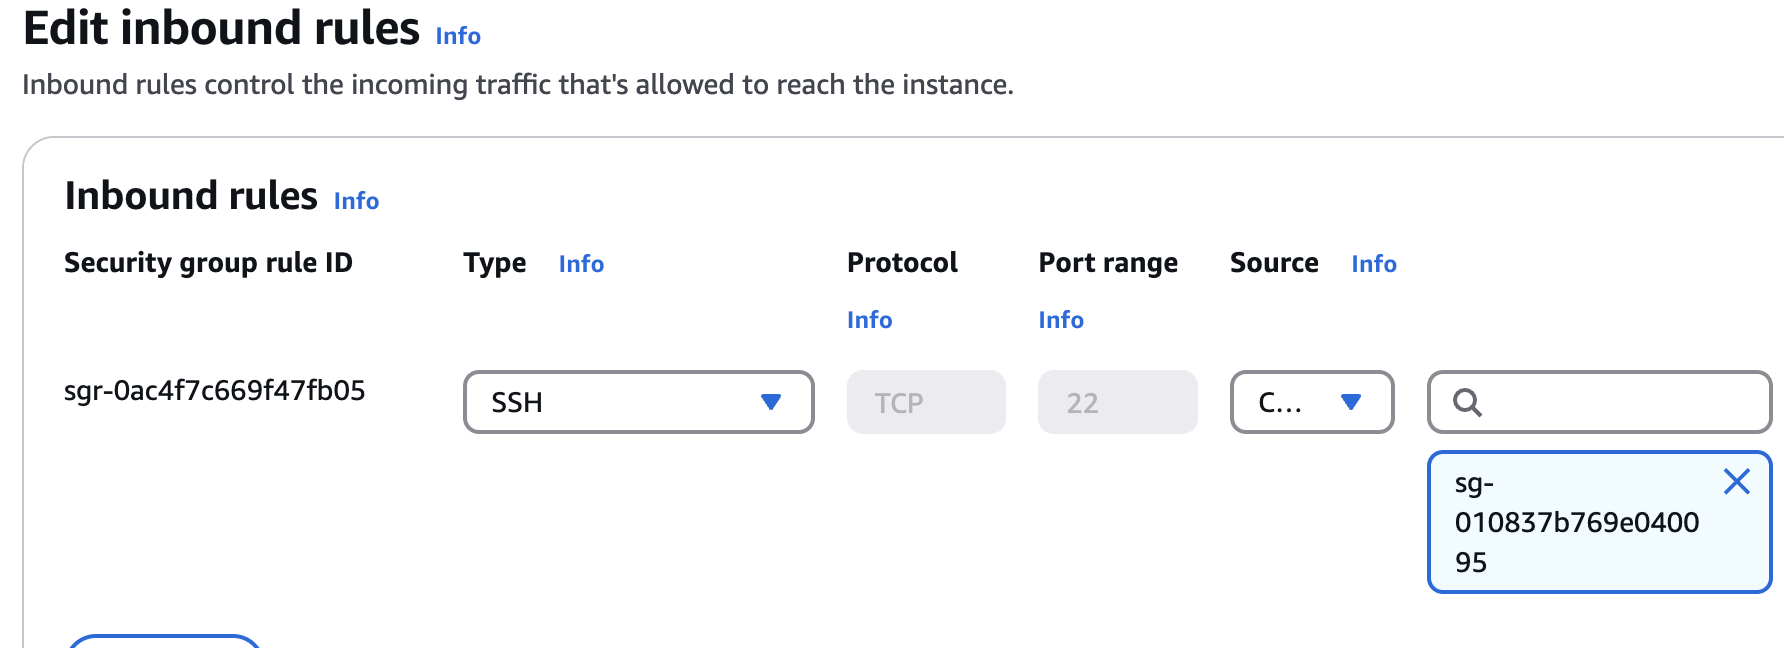 Edit inbound rules Info
Inbound rules control the incoming traffic that's allowed to reach the instance.
Inbound rules Info
Security group rule ID Type Info Protocol Port range Source Info
Info Info
sgr-0ac4f7c669f47fb05 SSH TCP 22 C...
sg-
010837b769e0400
95